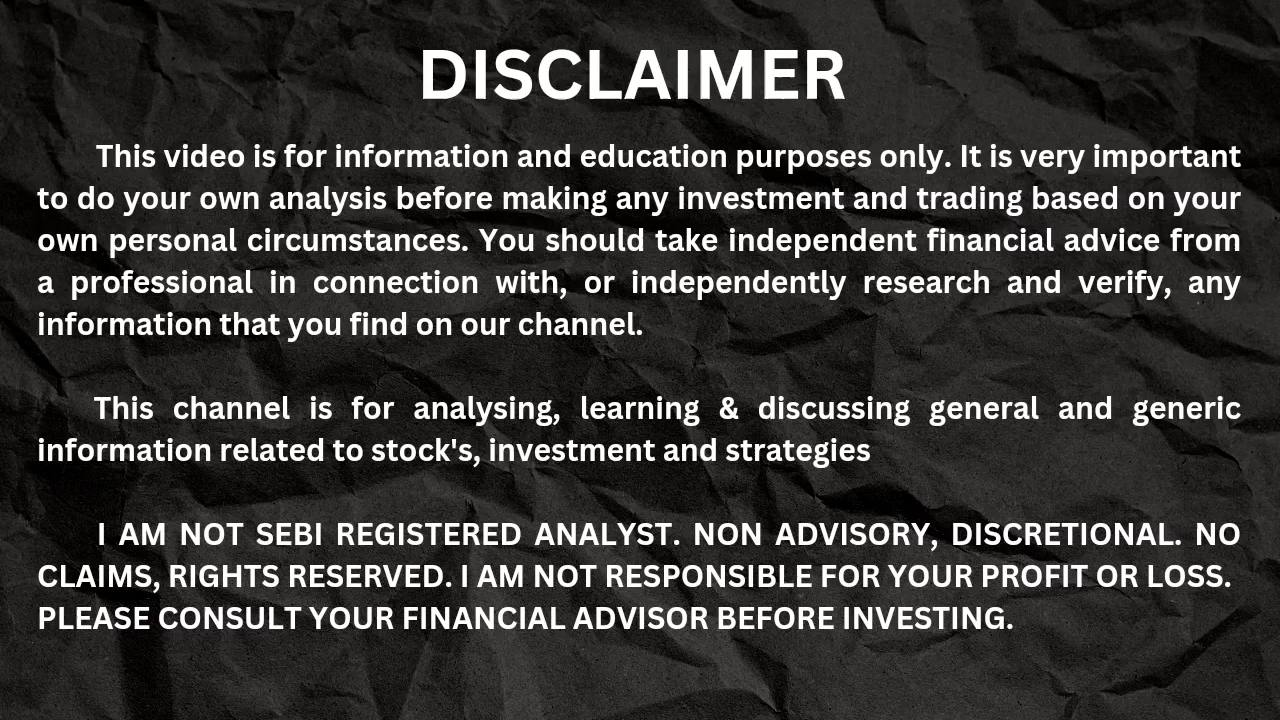 DISCLAIMER
This video is for information and education purposes only. It is very important
to do your own analysis before making any investment and trading based on your
own personal circumstances. You should take independent financial advice from
a professional in connection with, or independently research and verify, any
information that you find on our channel.
This channel is for analysing, learning & discussing general and generic
information related to stock's, investment and strategies
I AM NOT SEBI REGISTERED ANALYST. NON ADVISORY, DISCRETIONAL. NO
CLAIMS, RIGHTS RESERVED. I AM NOT RESPONSIBLE FOR YOUR PROFIT OR LOSS.
PLEASE CONSULT YOUR FINANCIAL ADVISOR BEFORE INVESTING.